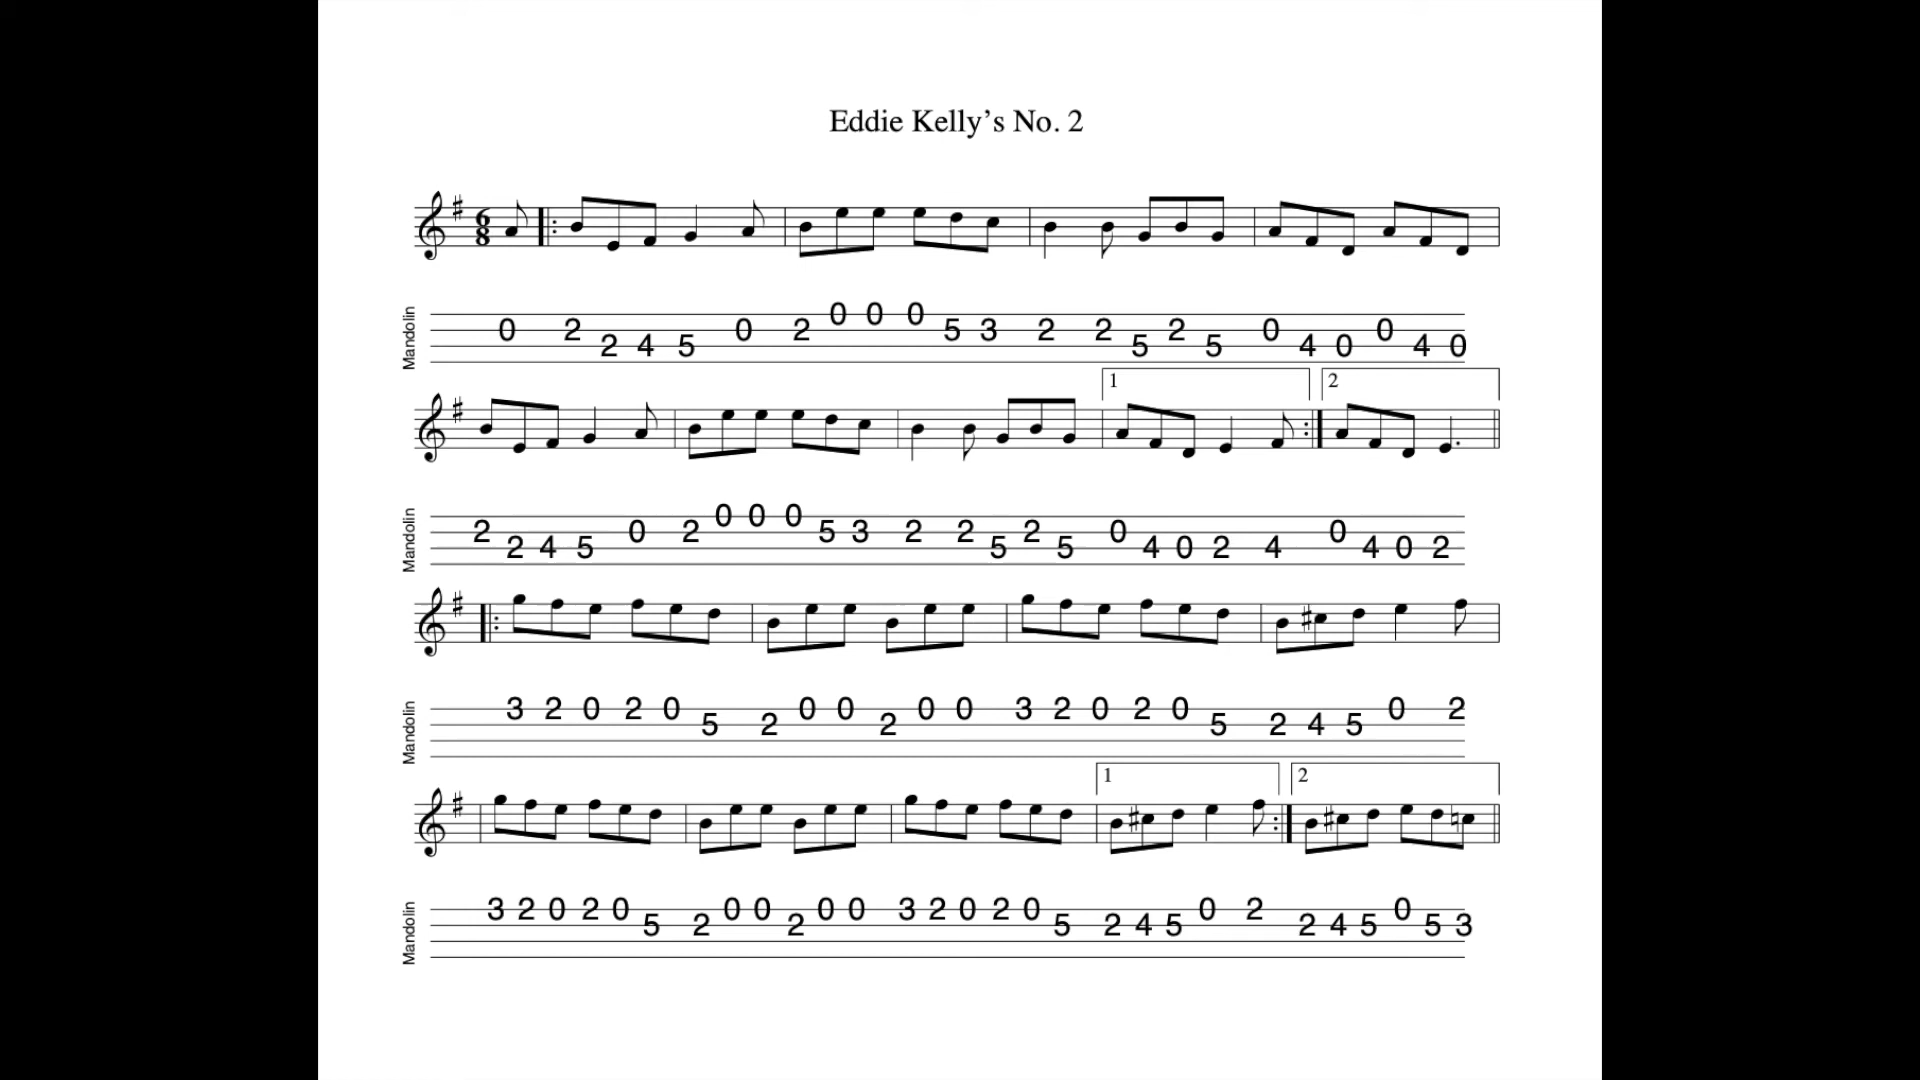 Eddie Kelly’s No. 2
6
8
Mandolin
0 2 2 4 5 0 2 0 0 0 5 3 2 2 5 2 5 0 4 0 0 4 0
1 2
Mandolin
2 2 4 5 0 2 0 0 0 5 3 2 2 5 2 5 0 4 0 2 4 0 4 0 2
Mandolin
3 2 0 2 0 5 2 0 0 2 0 0 3 2 0 2 0 5 2 4 5 0 2
1 2
Mandolin
3 2 0 2 0 5 2 0 0 2 0 0 3 2 0 2 0 5 2 4 5 0 2 2 4 5 0 5 3